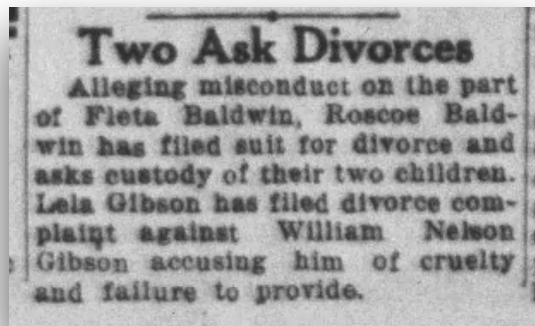 Two Ask Divorces
Alleging misconduct on the part
of Fleta Baldwin, Roscoe Bald-
win has filed suit for divorce and
asks custody of their two children.
Lela Gibson has filed divorce com-
plaint against William Nelson
Gibson accusing him of cruelty
and failure to provide.